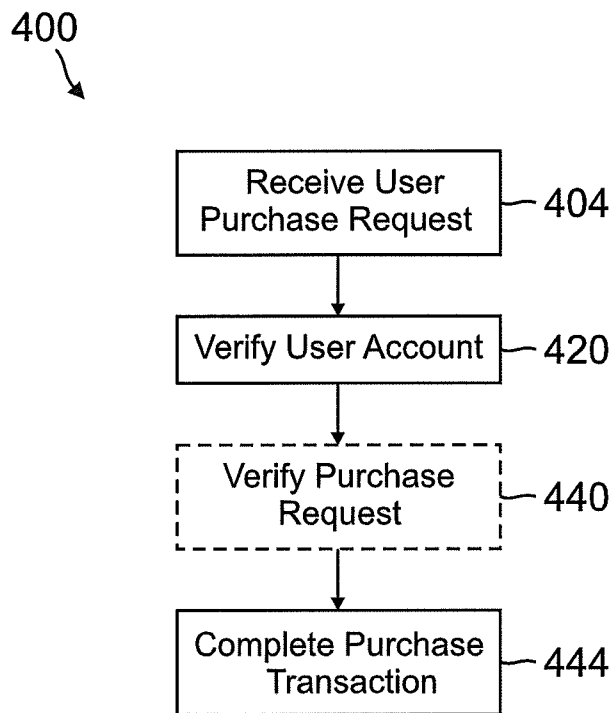 400
Receive User
Purchase Request
404
Verify User Account
420
Verify Purchase
Request
440
Complete Purchase
Transaction
444